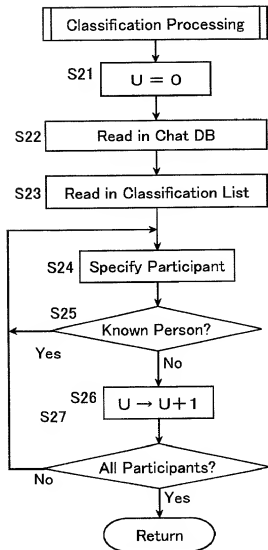 Classification Processing
S21
U = 0
S22
Read in Chat DB
S23
Read in Classification List
S24
Specify Participant
S25
Known Person?
Yes
No
S26
U → U+1
S27
All Participants?
No
Yes
Return